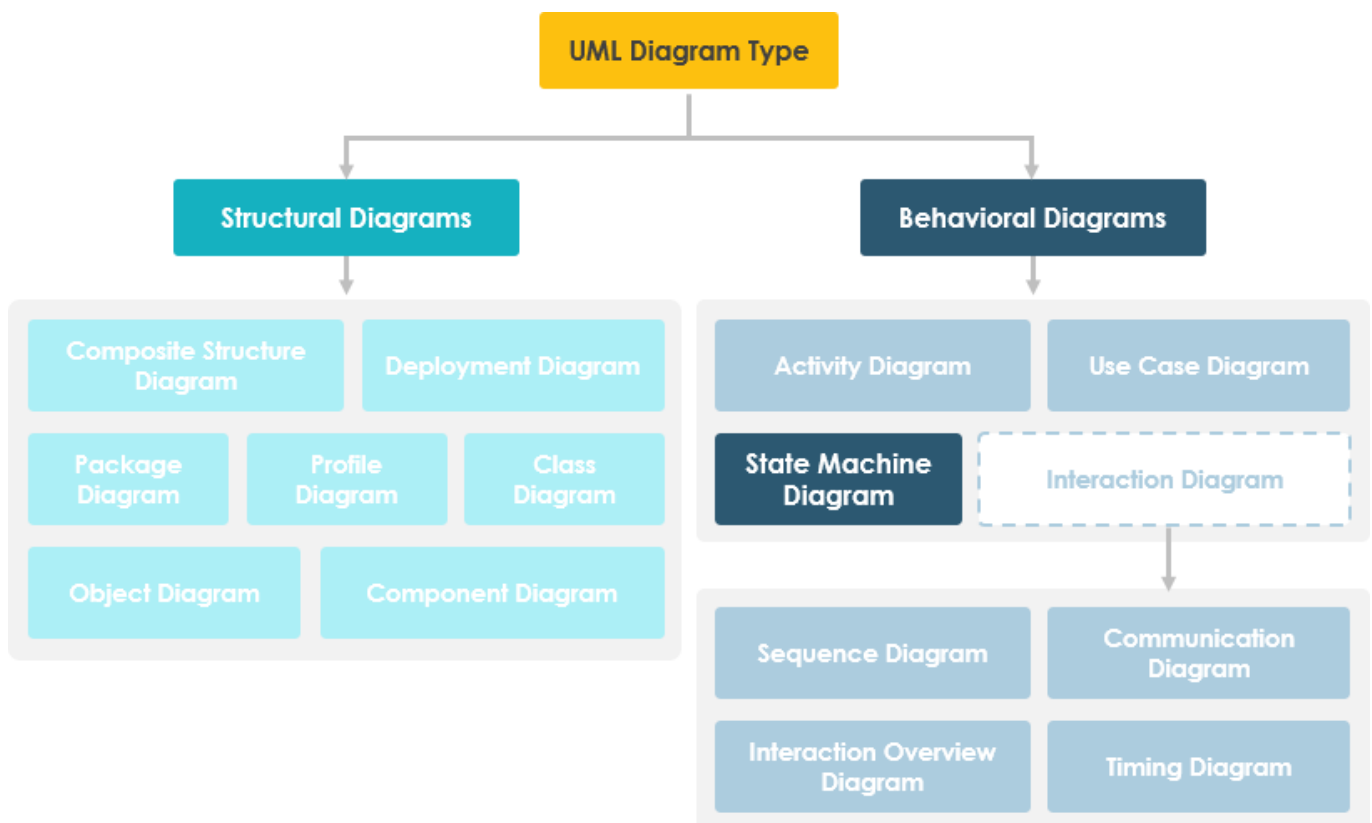 UML Diagram Type
Structural Diagrams
Behavioral Diagrams
Composite Structure
Diagram
Deployment Diagram
Package
Diagram
Profile
Diagram
Class
Diagram
Object Diagram
Component Diagram
Activity Diagram
Use Case Diagram
State Machine
Diagram
Interaction Diagram
Sequence Diagram
Communication
Diagram
Interaction Overview
Diagram
Timing Diagram